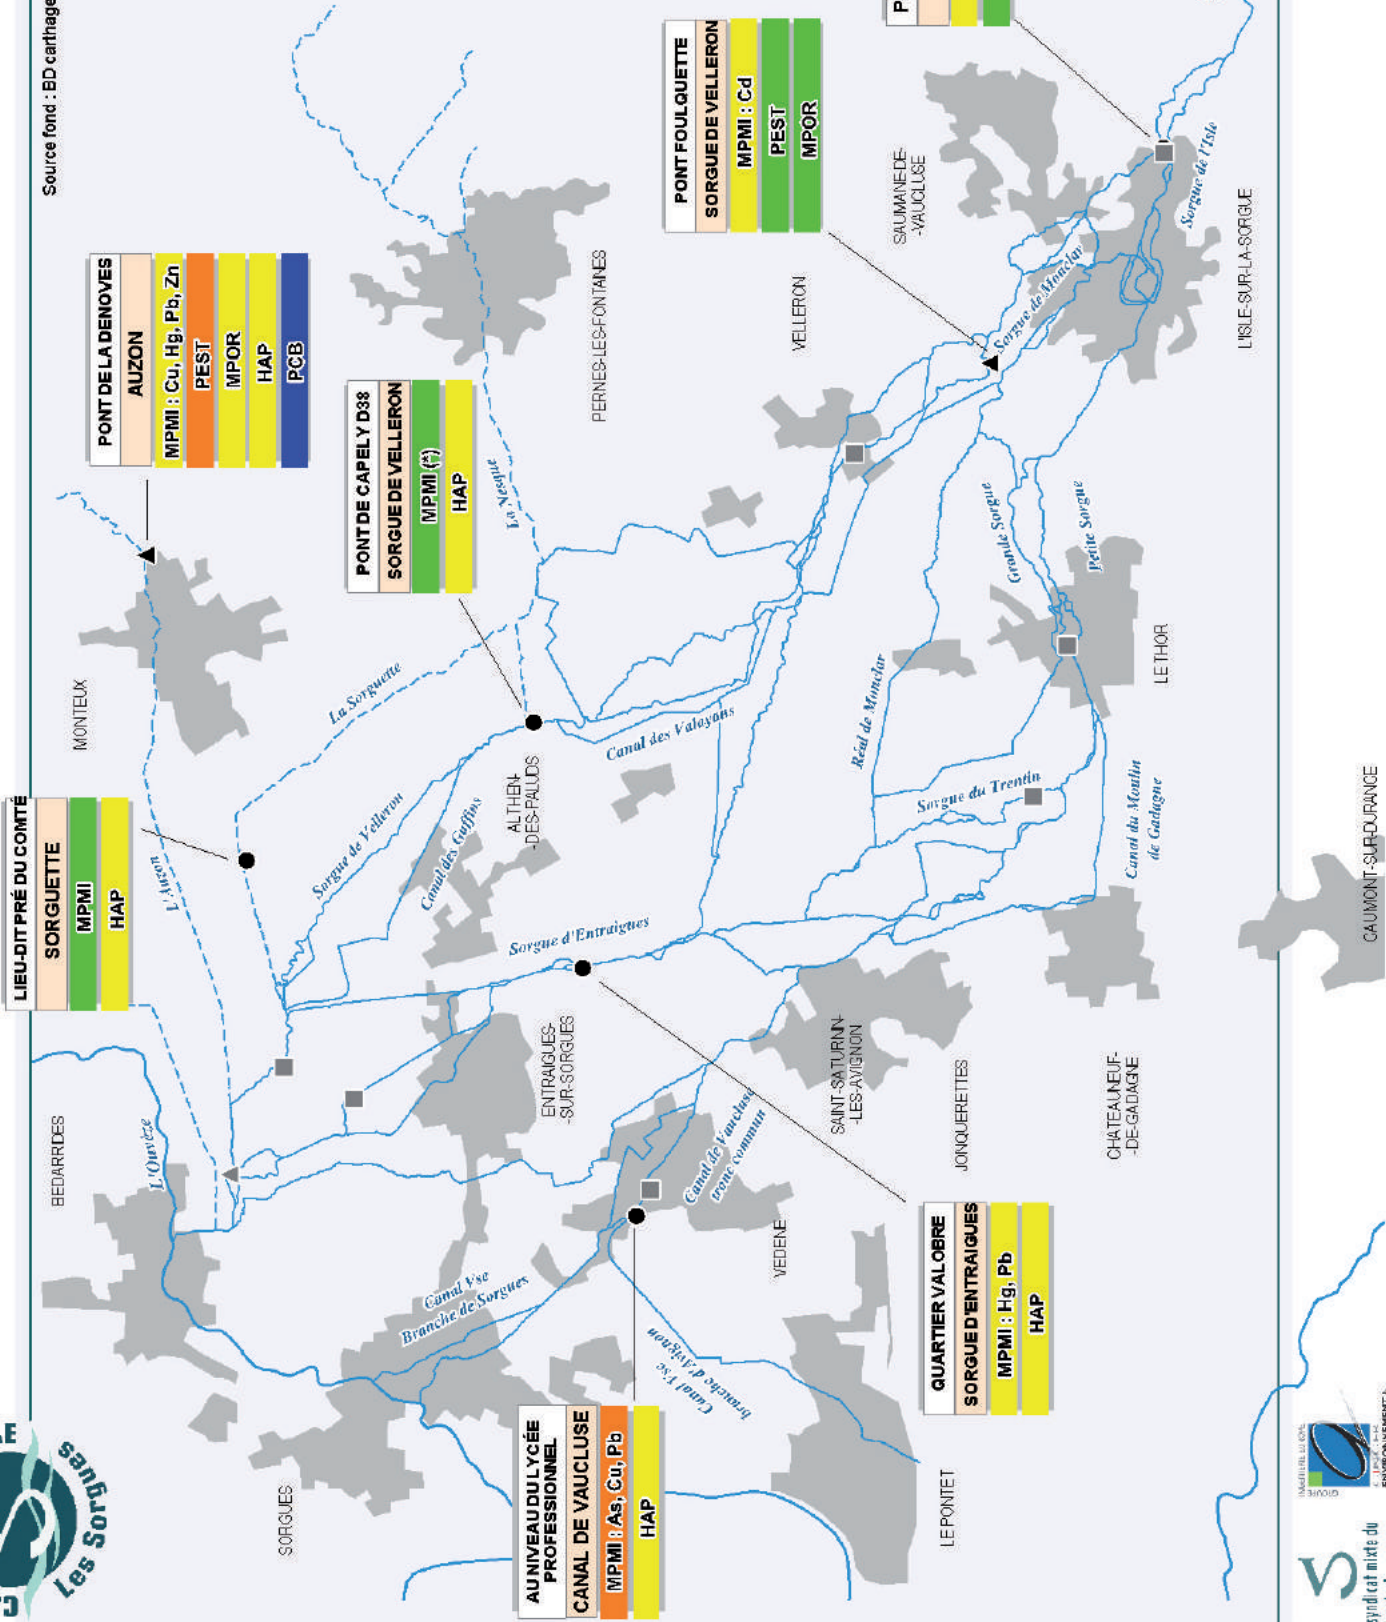 Source fond : BD carthage
PONT DE LA DENOVES
AUZON
MPMI : Cu, Hg, Pb, Zn
PEST
MPOR
HAP
PCB
PONT DE CAPELY D38
SORGUE DE VELLERON
MPMI (*)
HAP
PONT FOULQUETTE
SORGUE DE VELLERON
MPMI : Cd
PEST
MPOR
LIEU-DIT PRÉ DU COMTÉ
SORGUETTE
MPMI
HAP
AU NIVEAU DU LYCÉE
PROFESSIONNEL
CANAL DE VAUCLUSE
MPMI : As, Cu, Pb
HAP
QUARTIER VALOBRE
SORGUE D'ENTRAIGUES
MPMI : Hg, Pb
HAP
P
MONTEUX
PERNES-LES-FONTAINES
SAUMANE-DE-
-VAUCLUSE
VELLERON
L'ISLE-SUR-LA-SORGUE
LE THOR
ALTHEN-
-DES-PALUDS
BEDARRIDES
ENTRAIGUES-
-SUR-SORGUES
SAINT-SATURNIN-
-LES-AVIGNON
JONQUERETTES
CHATEAUNEUF-
-DE-GADAGNE
CAUMONT-SUR-DURANCE
VEDENE
LE PONTET
SORGUES
L'Ouvèze
L'Auzon
La Sorguette
La Nesque
Sorgue de Velleron
Canal des Gaffins
Canal des Valayans
Sorgue d'Entraigues
Réal de Monclar
Sorgue de Monclar
Sorgue de l'Isle
Grande Sorgue
Petite Sorgue
Sorgue du Trentin
Canal du Moulin
de Gadagne
Canal de Vaucluse
tronc commun
Canal Vse
Branche de Sorgues
Canal Vse
branche d'Avignon
Les Sorgues
syndicat mixte du
GROUPE
ENVIRONNEMENT